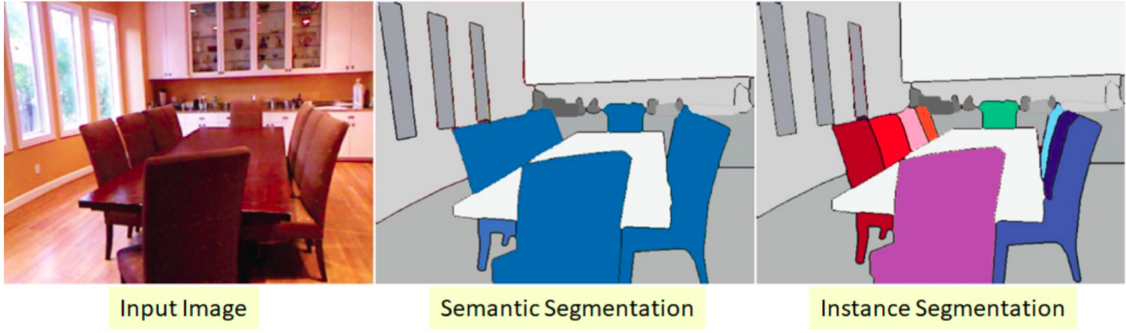 Input Image
Semantic Segmentation
Instance Segmentation